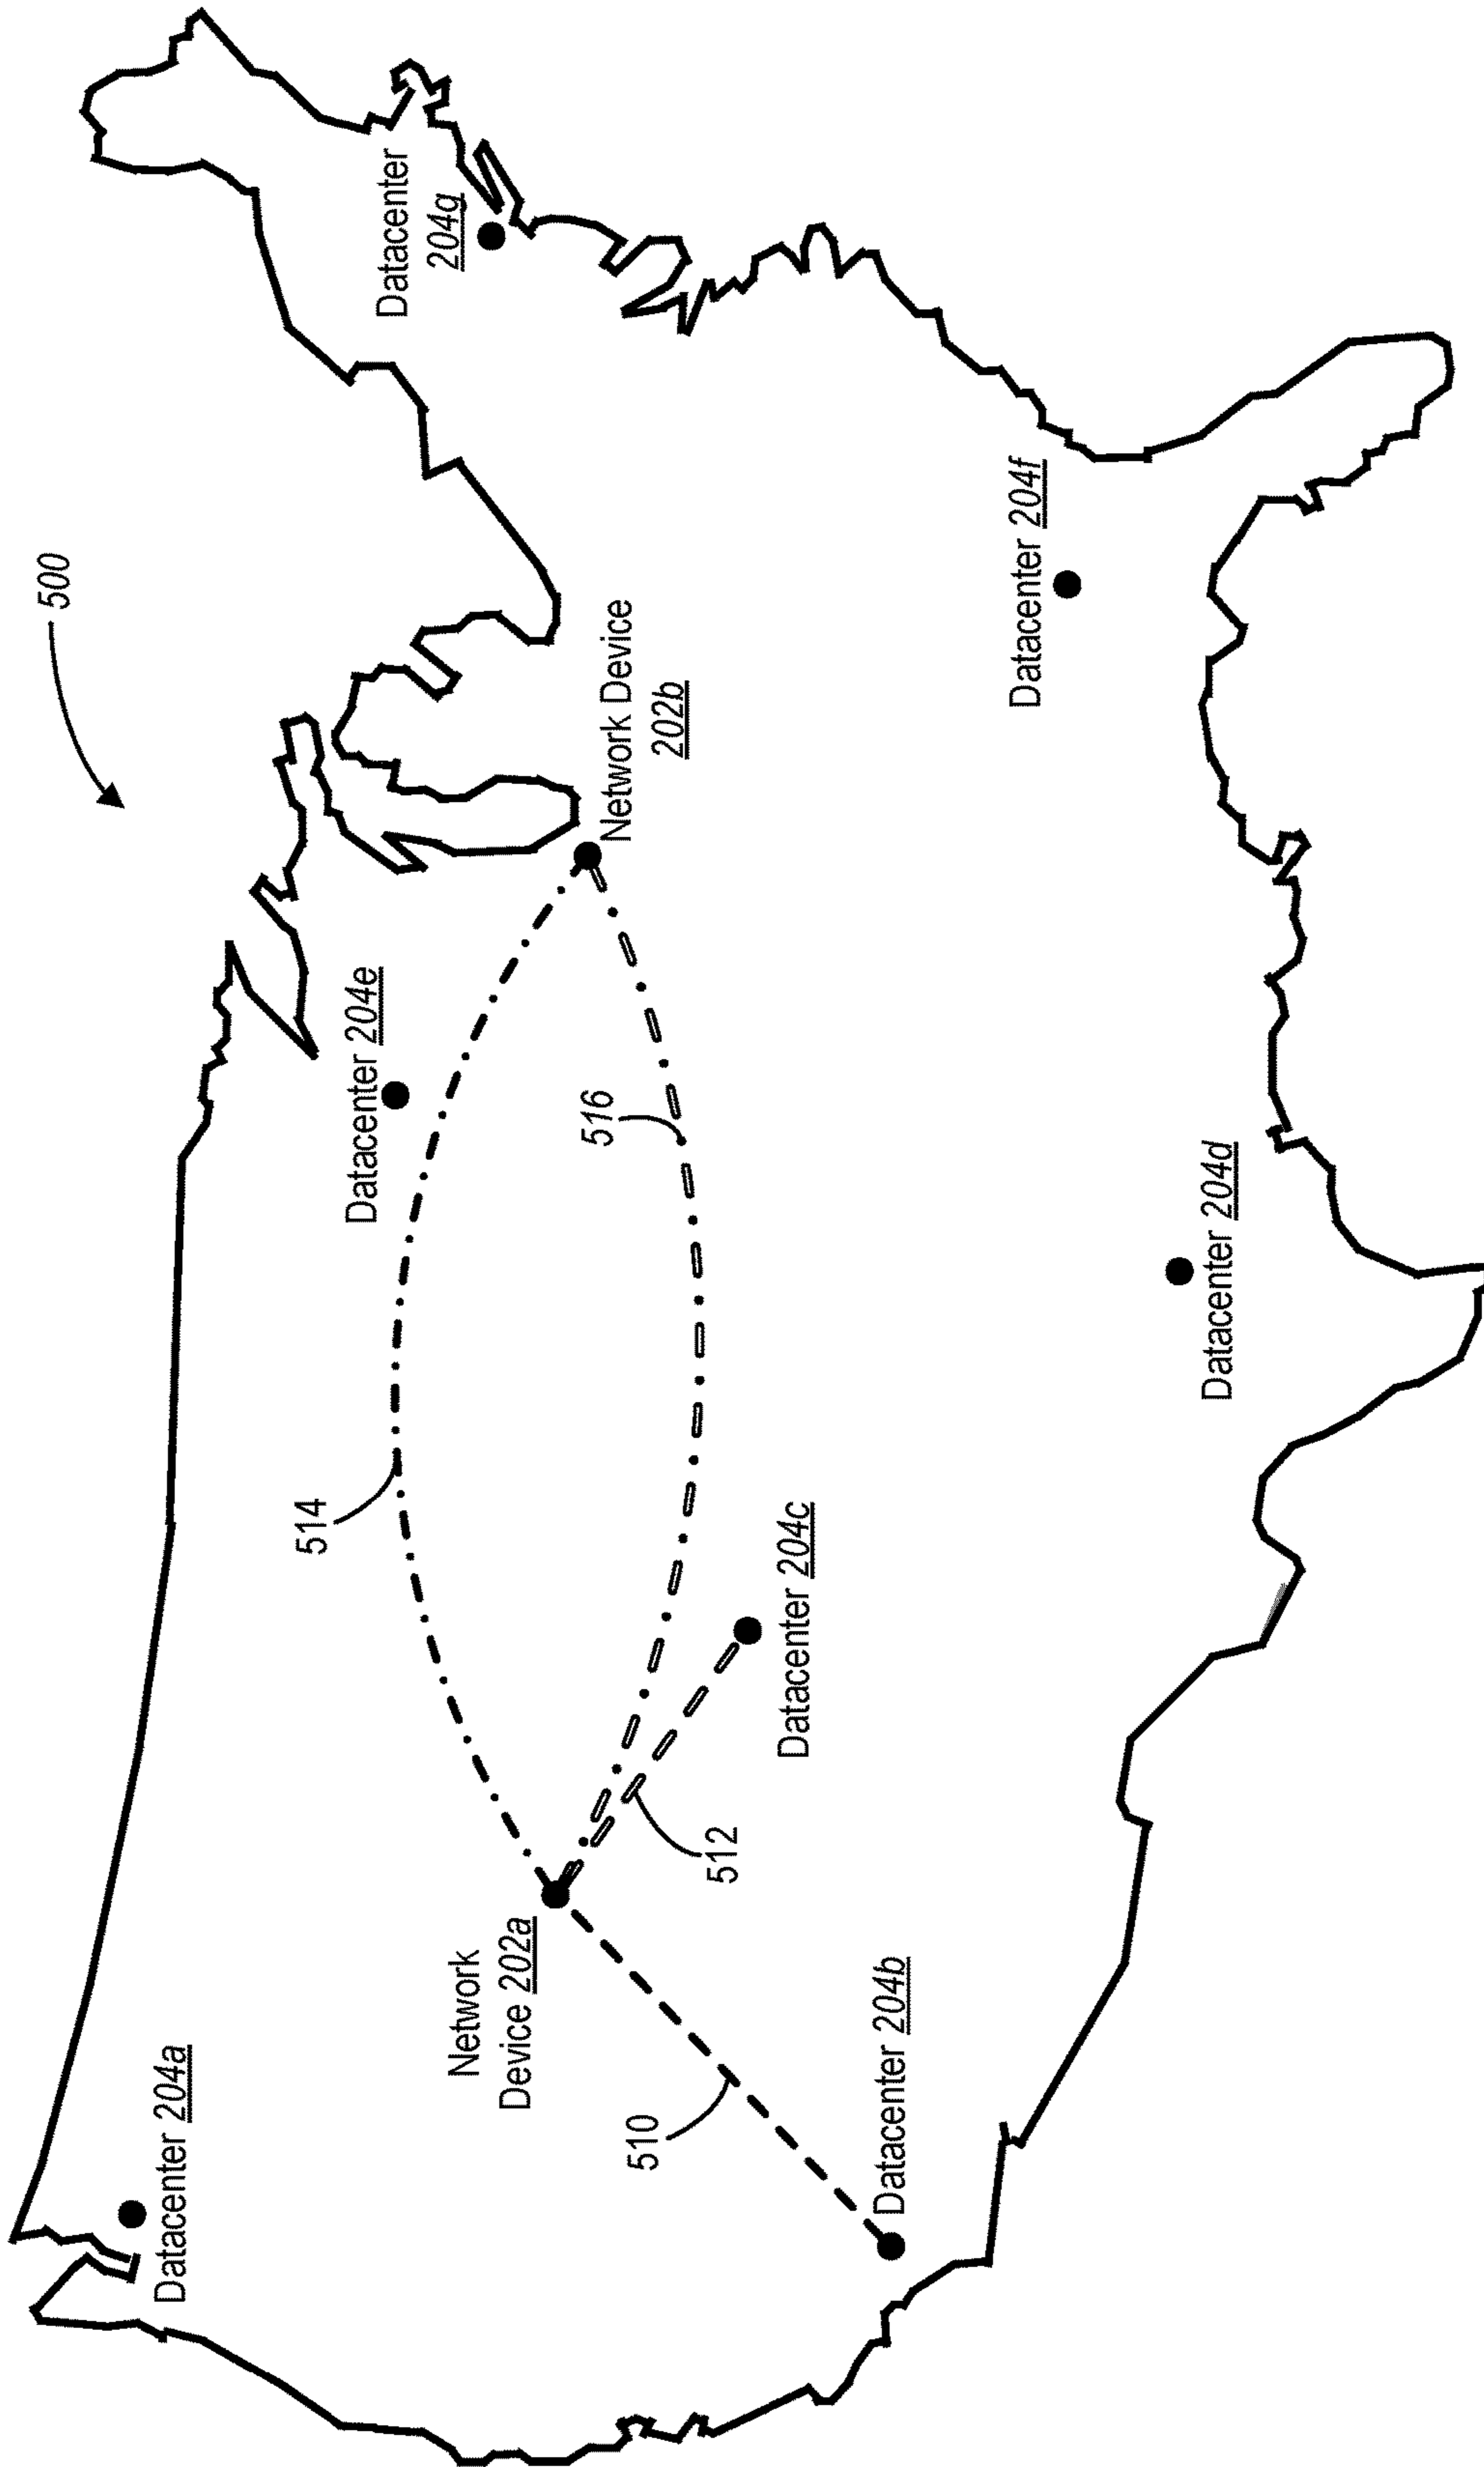 500
Datacenter 204a
Datacenter
204g
Datacenter 204e
514
Network
Device 202a
Network Device
202b
516
512
510
Datacenter 204c
Datacenter 204b
Datacenter 204f
Datacenter 204d